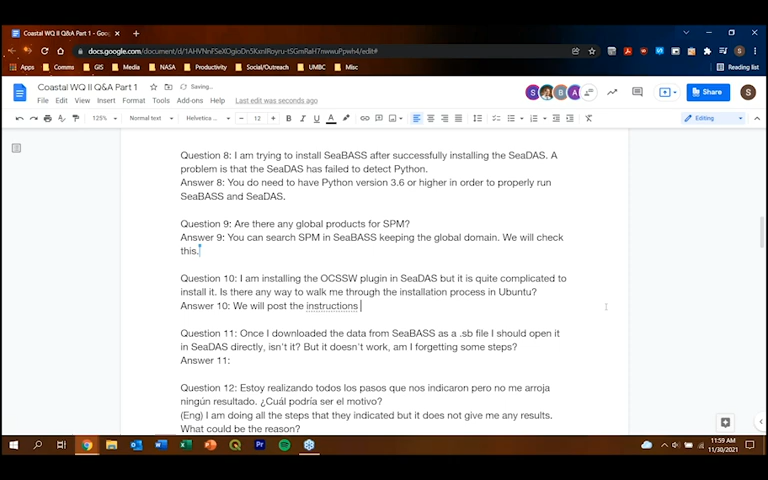 Coastal WQ II Q&A Part 1 - Goog
docs.google.com/document/d/
Apps Comms GIS Media NASA Productivity Social/Outreach UMBC Misc Reading list
Coastal WQ II Q&A Part 1 Saving...
File Edit View Insert Format Tools Add-ons Help Last edit was seconds ago
Share S
125% Normal text Helvetica ... 12 B I U A Editing
Question 8: I am trying to install SeaBASS after successfully installing the SeaDAS. A
problem is that the SeaDAS has failed to detect Python.
Answer 8: You do need to have Python version 3.6 or higher in order to properly run
SeaBASS and SeaDAS.
Question 9: Are there any global products for SPM?
Answer 9: You can search SPM in SeaBASS keeping the global domain. We will check
this.
Question 10: I am installing the OCSSW plugin in SeaDAS but it is quite complicated to
install it. Is there any way to walk me through the installation process in Ubuntu?
Answer 10: We will post the instructions
Question 11: Once I downloaded the data from SeaBASS as a .sb file I should open it
in SeaDAS directly, isn't it? But it doesn't work, am I forgetting some steps?
Answer 11:
Question 12: Estoy realizando todos los pasos que nos indicaron pero no me arroja
ningún resultado. ¿Cuál podría ser el motivo?
(Eng) I am doing all the steps that they indicated but it does not give me any results.
What could be the reason?
11:59 AM
11/30/2021